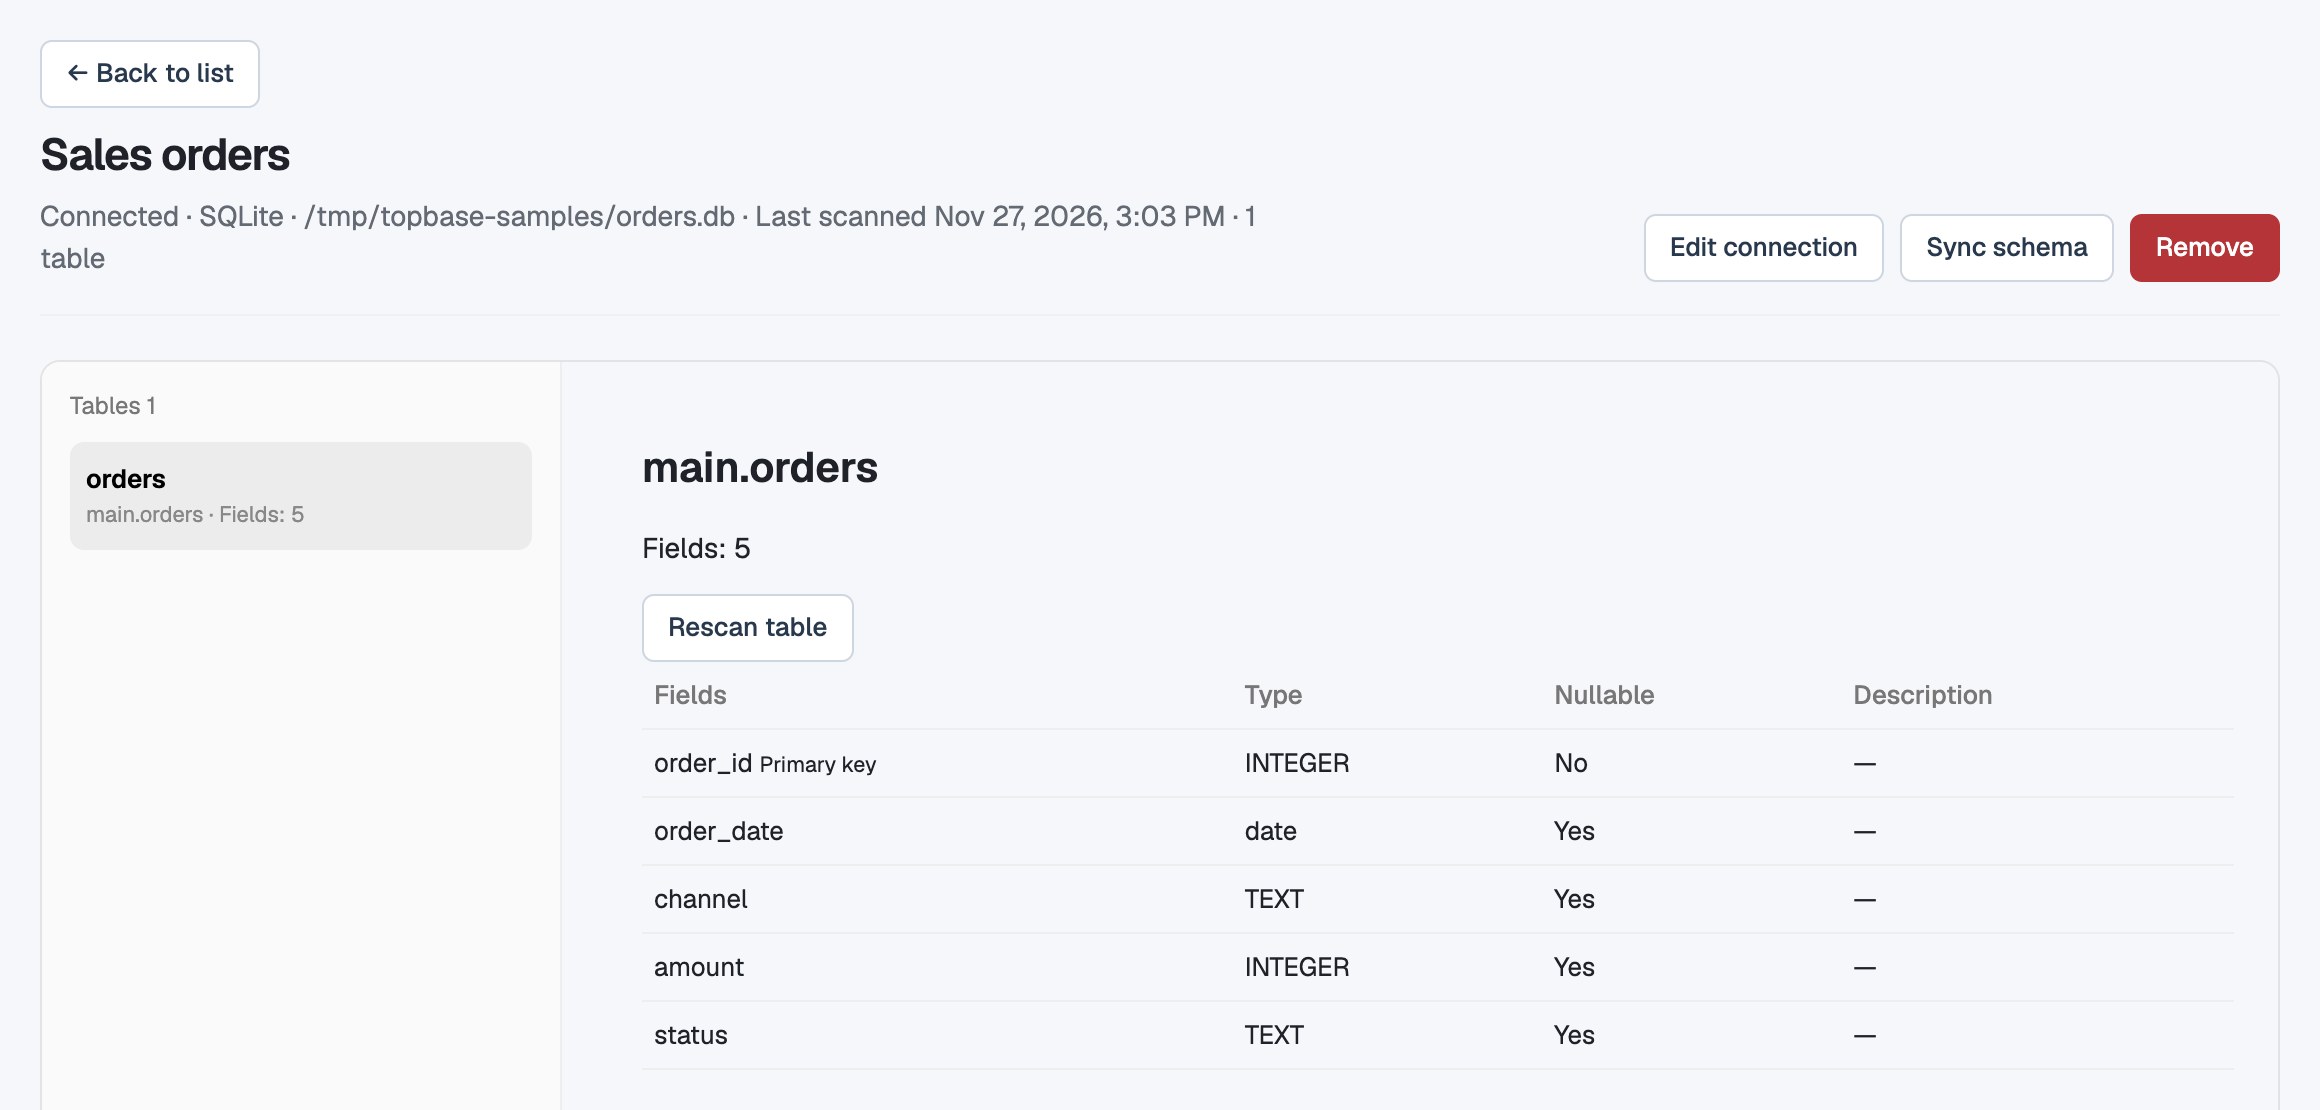 ← Back to list
Sales orders
Connected · SQLite · /tmp/topbase-samples/orders.db · Last scanned Nov 27, 2026, 3:03 PM · 1
table
Edit connection
Sync schema
Remove
Tables 1
orders
main.orders · Fields: 5
main.orders
Fields: 5
Rescan table
Fields Type Nullable Description
order_id Primary key INTEGER No —
order_date date Yes —
channel TEXT Yes —
amount INTEGER Yes —
status TEXT Yes —